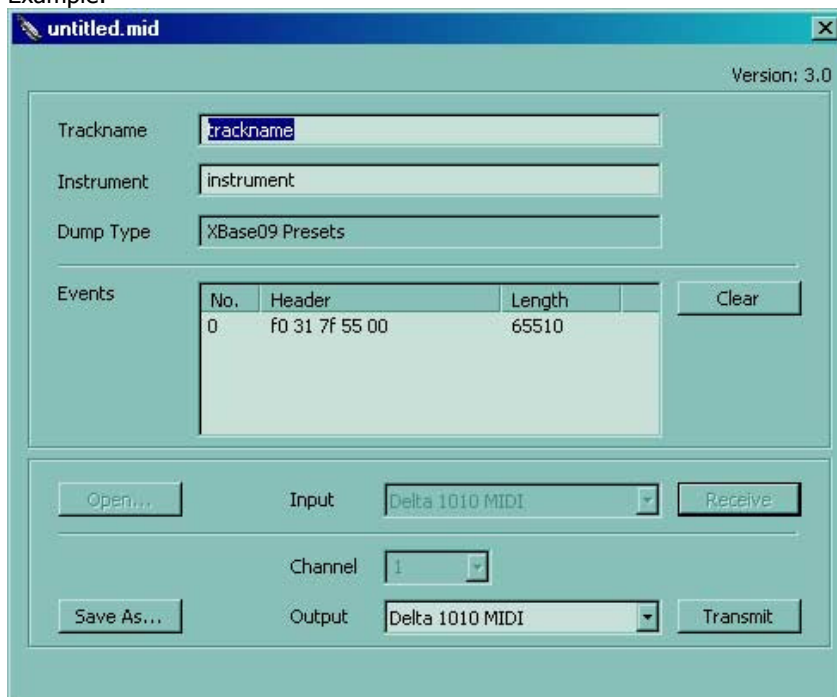 Example:
untitled.mid
Version: 3.0
Trackname trackname
Instrument instrument
Dump Type XBase09 Presets
Events
No. Header Length
0 f0 31 7f 55 00 65510
Clear
Open... Input Delta 1010 MIDI Receive
Channel 1
Save As... Output Delta 1010 MIDI Transmit